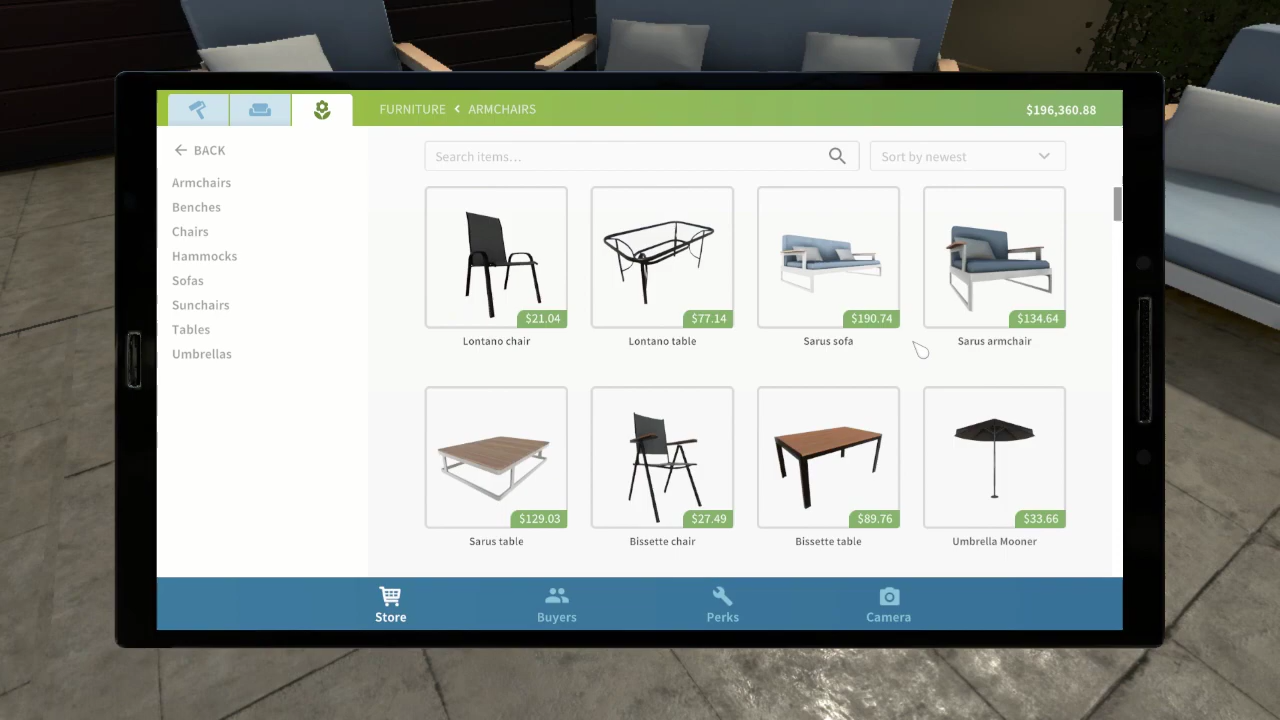 FURNITURE < ARMCHAIRS
$196,360.88
BACK
Search items...
Sort by newest
Armchairs
Benches
Chairs
Hammocks
Sofas
Sunchairs
Tables
Umbrellas
$21.04
$77.14
$190.74
$134.64
Lontano chair
Lontano table
Sarus sofa
Sarus armchair
$129.03
$27.49
$89.76
$33.66
Sarus table
Bissette chair
Bissette table
Umbrella Mooner
Store
Buyers
Perks
Camera